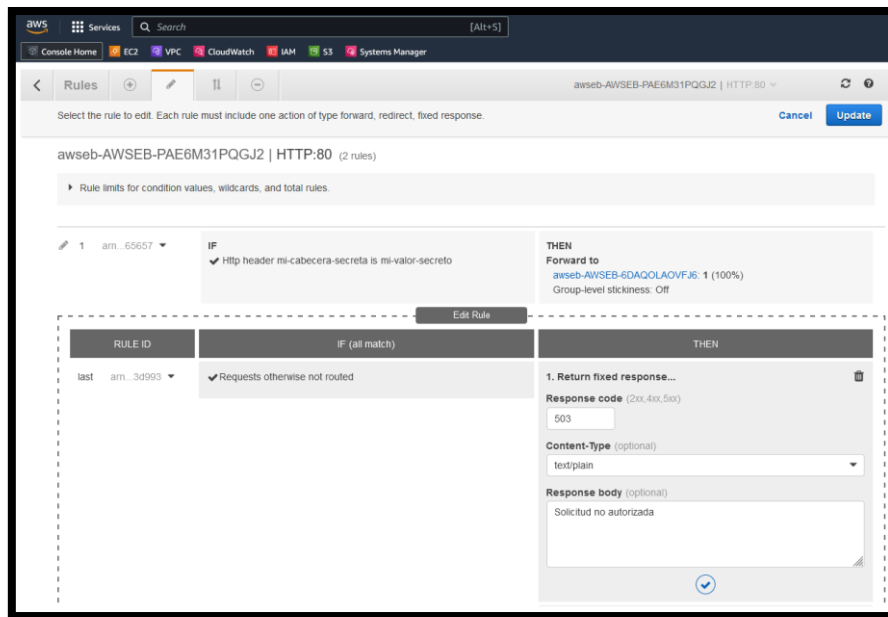 aws Services Search [Alt+S]
Console Home EC2 VPC CloudWatch IAM S3 Systems Manager
Rules awseb-AWSEB-PAE6M31PQGJ2 | HTTP:80
Select the rule to edit. Each rule must include one action of type forward, redirect, fixed response. Cancel Update
awseb-AWSEB-PAE6M31PQGJ2 | HTTP:80 (2 rules)
Rule limits for condition values, wildcards, and total rules.
1 arn...65657 IF THEN
Http header mi-cabecera-secreta is mi-valor-secreto Forward to
awseb-AWSEB-6DAQOLAOVFJ6: 1 (100%)
Group-level stickiness: Off
Edit Rule
RULE ID IF (all match) THEN
last arn...3d993 Requests otherwise not routed 1. Return fixed response...
Response code (2xx,4xx,5xx)
503
Content-Type (optional)
text/plain
Response body (optional)
Solicitud no autorizada